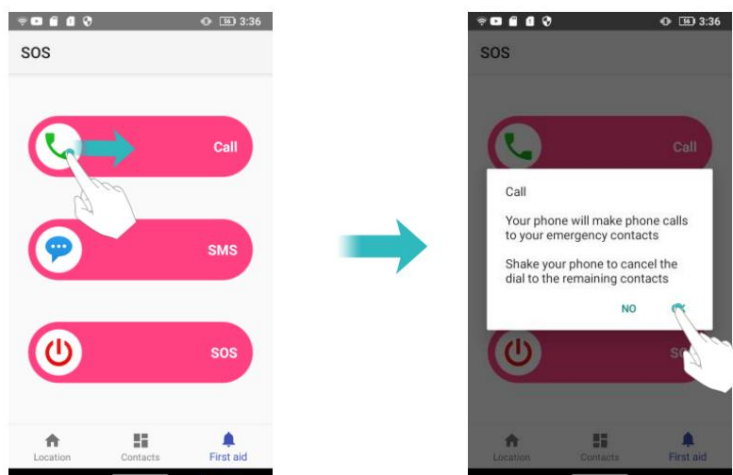 3:36
SOS
Call
SMS
SOS
Location Contacts First aid
3:36
SOS
Call
Call
Your phone will make phone calls
to your emergency contacts
Shake your phone to cancel the
dial to the remaining contacts
NO
Location Contacts First aid